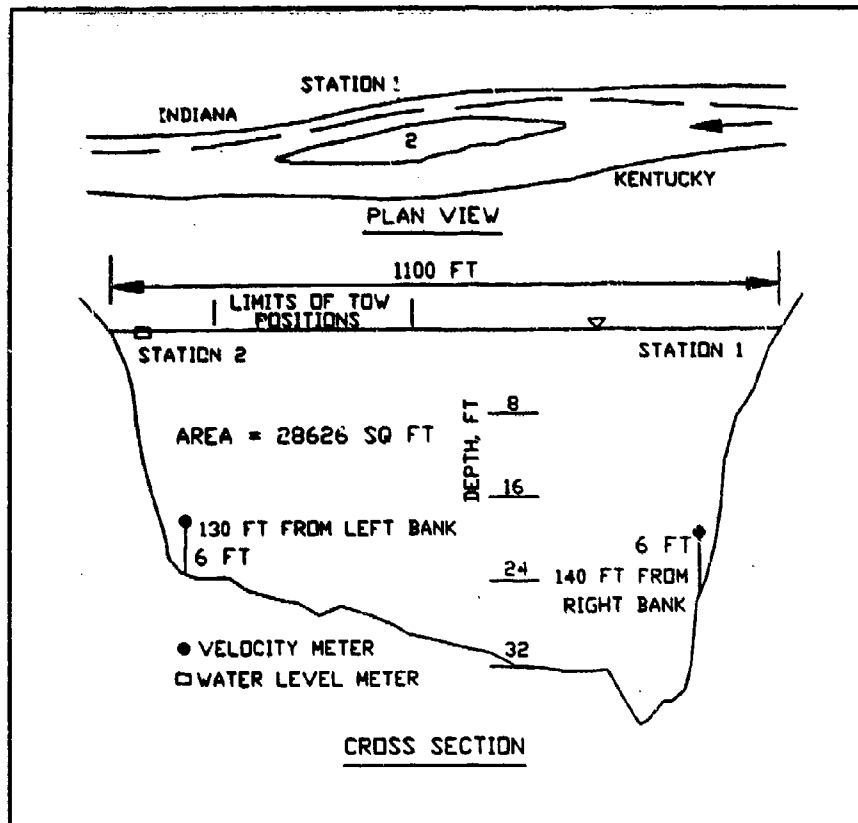 STATION 1
INDIANA
2
KENTUCKY
PLAN VIEW
1100 FT
LIMITS OF TOW
POSITIONS
STATION 2
STATION 1
8
AREA = 28626 SQ FT
DEPTH, FT
16
130 FT FROM LEFT BANK
6 FT
6 FT
24
140 FT FROM
RIGHT BANK
32
VELOCITY METER
WATER LEVEL METER
CROSS SECTION